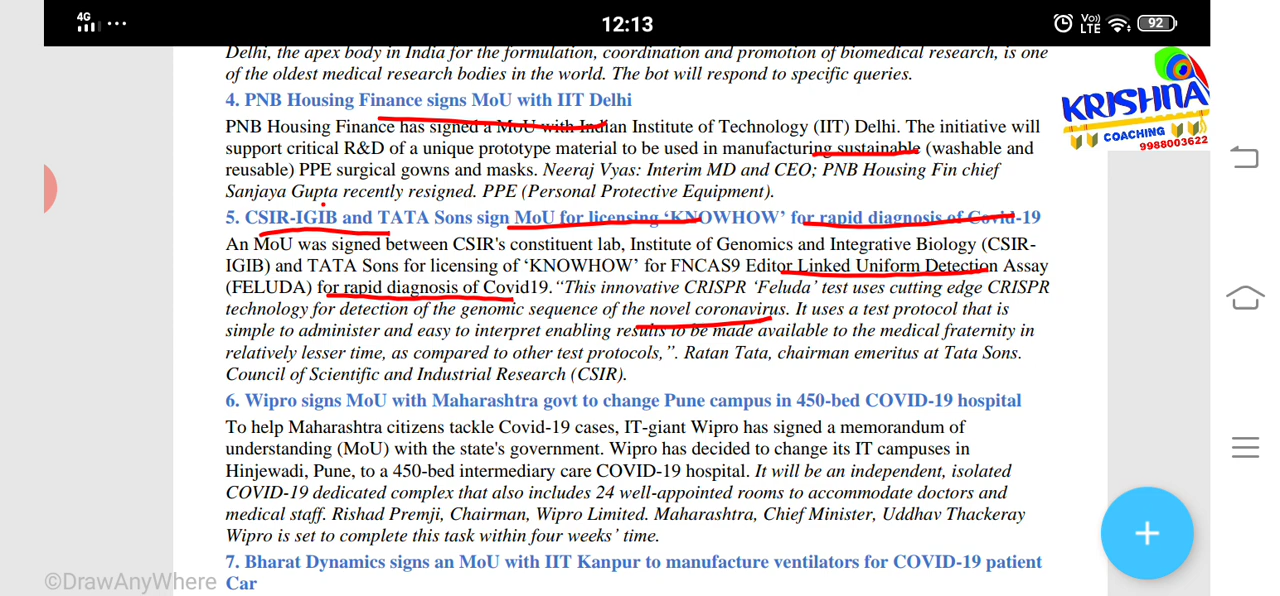 4G
12:13
Vo)
LTE
92
Delhi, the apex body in India for the formulation, coordination and promotion of biomedical research, is one
of the oldest medical research bodies in the world. The bot will respond to specific queries.
4. PNB Housing Finance signs MoU with IIT Delhi
PNB Housing Finance has signed a MoU with Indian Institute of Technology (IIT) Delhi. The initiative will
support critical R&D of a unique prototype material to be used in manufacturing sustainable (washable and
reusable) PPE surgical gowns and masks. Neeraj Vyas: Interim MD and CEO; PNB Housing Fin chief
Sanjaya Gupta recently resigned. PPE (Personal Protective Equipment).
5. CSIR-IGIB and TATA Sons sign MoU for licensing ‘KNOWHOW’ for rapid diagnosis of Covid-19
An MoU was signed between CSIR's constituent lab, Institute of Genomics and Integrative Biology (CSIR-
IGIB) and TATA Sons for licensing of ‘KNOWHOW’ for FNCAS9 Editor Linked Uniform Detection Assay
(FELUDA) for rapid diagnosis of Covid19.“This innovative CRISPR ‘Feluda’ test uses cutting edge CRISPR
technology for detection of the genomic sequence of the novel coronavirus. It uses a test protocol that is
simple to administer and easy to interpret enabling results to be made available to the medical fraternity in
relatively lesser time, as compared to other test protocols,”. Ratan Tata, chairman emeritus at Tata Sons.
Council of Scientific and Industrial Research (CSIR).
6. Wipro signs MoU with Maharashtra govt to change Pune campus in 450-bed COVID-19 hospital
To help Maharashtra citizens tackle Covid-19 cases, IT-giant Wipro has signed a memorandum of
understanding (MoU) with the state's government. Wipro has decided to change its IT campuses in
Hinjewadi, Pune, to a 450-bed intermediary care COVID-19 hospital. It will be an independent, isolated
COVID-19 dedicated complex that also includes 24 well-appointed rooms to accommodate doctors and
medical staff. Rishad Premji, Chairman, Wipro Limited. Maharashtra, Chief Minister, Uddhav Thackeray
Wipro is set to complete this task within four weeks’ time.
7. Bharat Dynamics signs an MoU with IIT Kanpur to manufacture ventilators for COVID-19 patient
Car
KRISHNA
COACHING
9988003622
©DrawAnyWhere